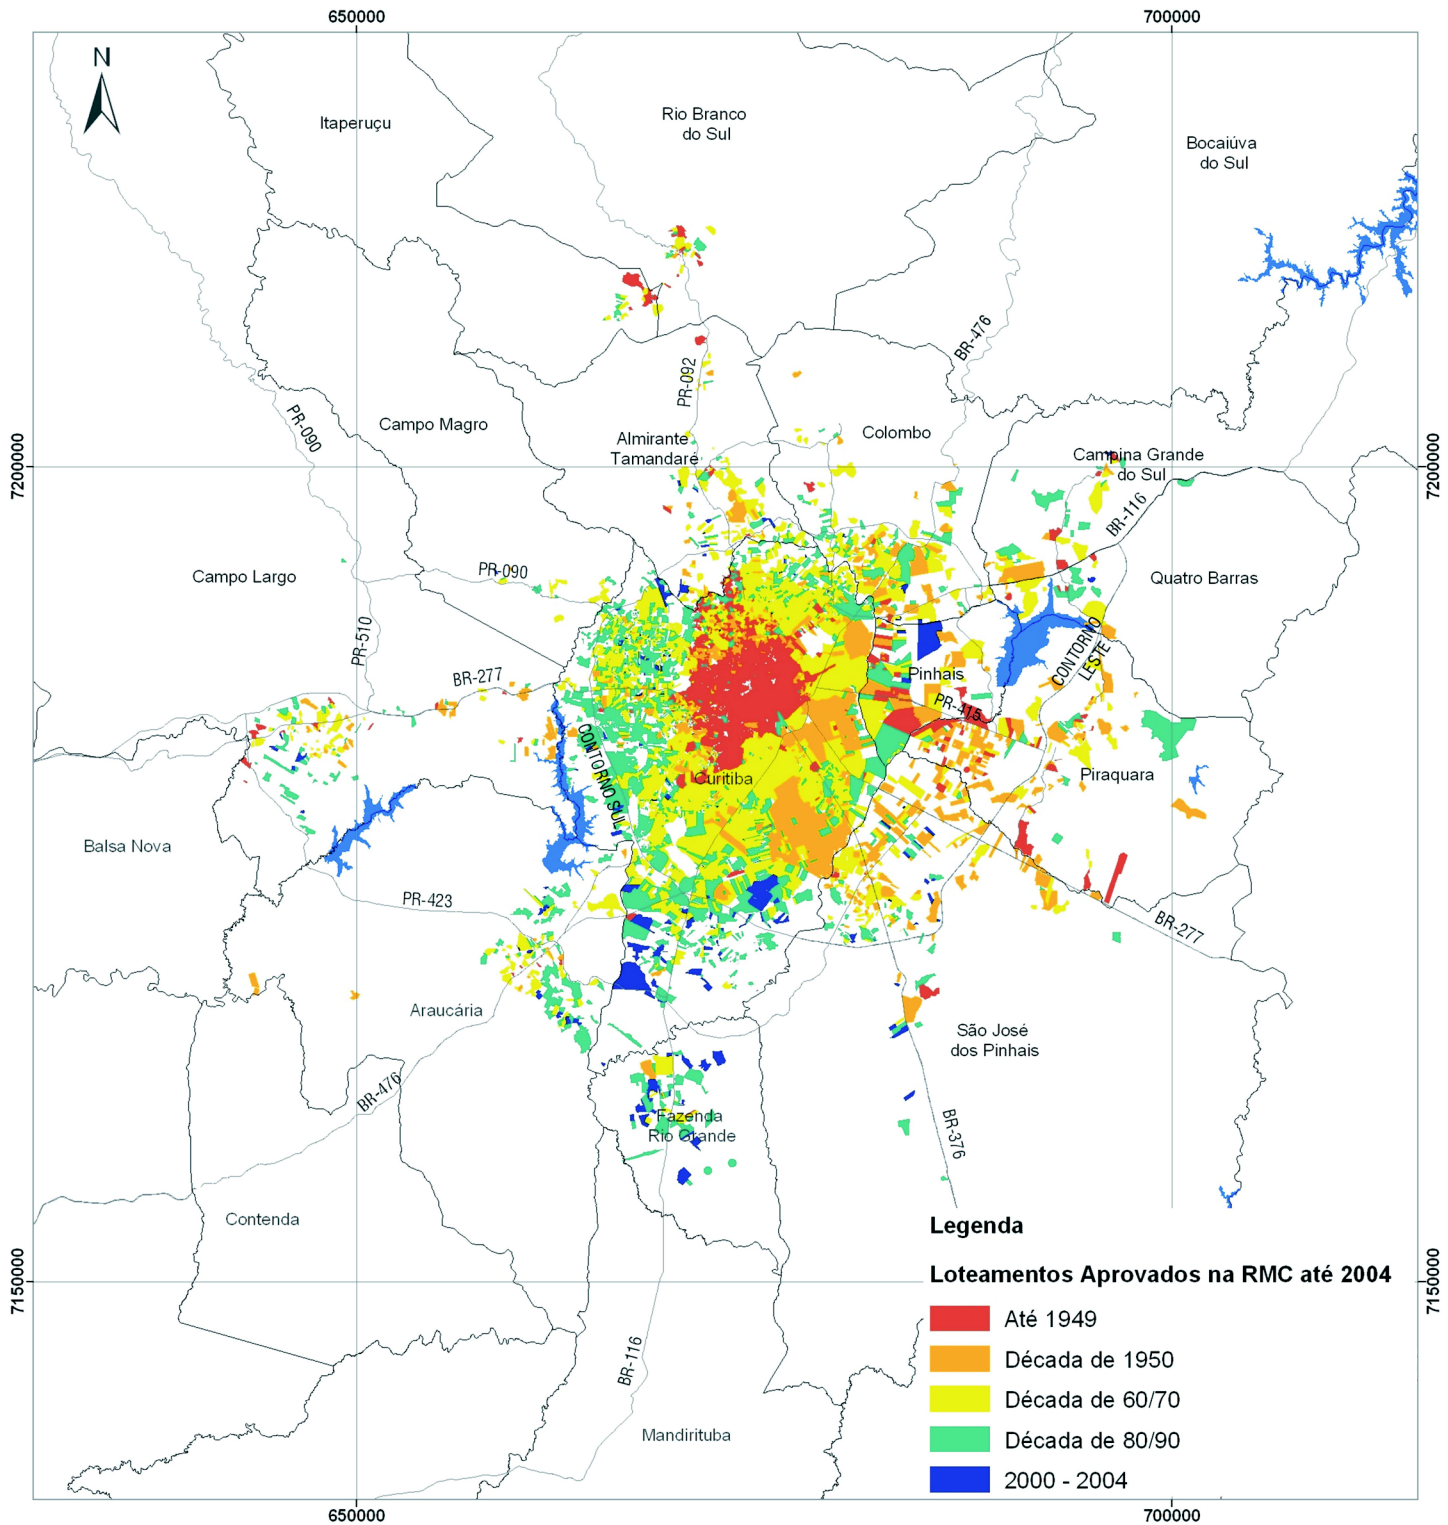 650000
700000
N
Itaperuçu
Rio Branco
do Sul
Bocaiúva
do Sul
BR-476
PR-092
PR-090
Campo Magro
Almirante
Tamandaré
Colombo
Campina Grande
do Sul
7200000
7200000
BR-116
Campo Largo
PR-090
Quatro Barras
PR-510
CONTORNO
LESTE
BR-277
Pinhais
PR-415
CONTORNO SUL
Curitiba
Piraquara
Balsa Nova
PR-423
BR-277
Araucária
São José
dos Pinhais
BR-476
Fazenda
Rio Grande
BR-376
Contenda
Legenda
Loteamentos Aprovados na RMC até 2004
7150000
7150000
Até 1949
Década de 1950
BR-116
Década de 60/70
Mandirituba
Década de 80/90
2000 - 2004
650000
700000